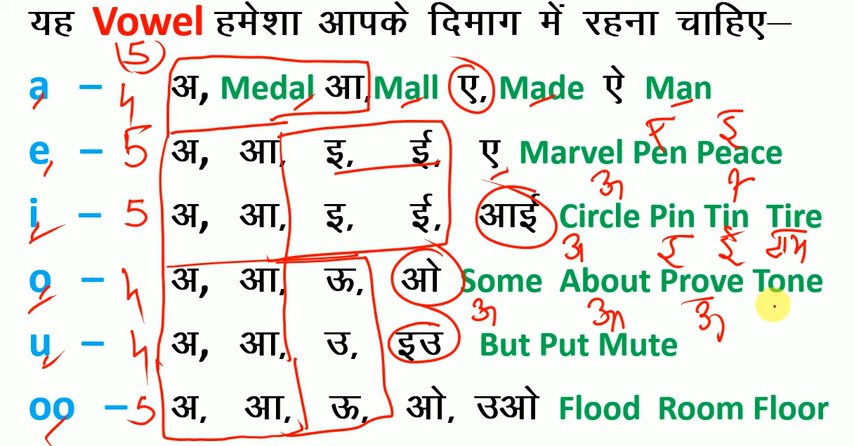 यह Vowel हमेशा आपके दिमाग में रहना चाहिए–
(5)
a – 4 अ, Medal आ, Mall ए, Made ऐ Man
e, – 5 अ, आ, इ, ई, ए Marvel Pen Peace
i – 5 अ, आ, इ, ई, आई Circle Pin Tin Tire
o – 4 अ, आ, ऊ, ओ Some About Prove Tone
u – 4 अ, आ, उ, इउ But Put Mute
oo – 5 अ, आ, ऊ, ओ, उओ Flood Room Floor